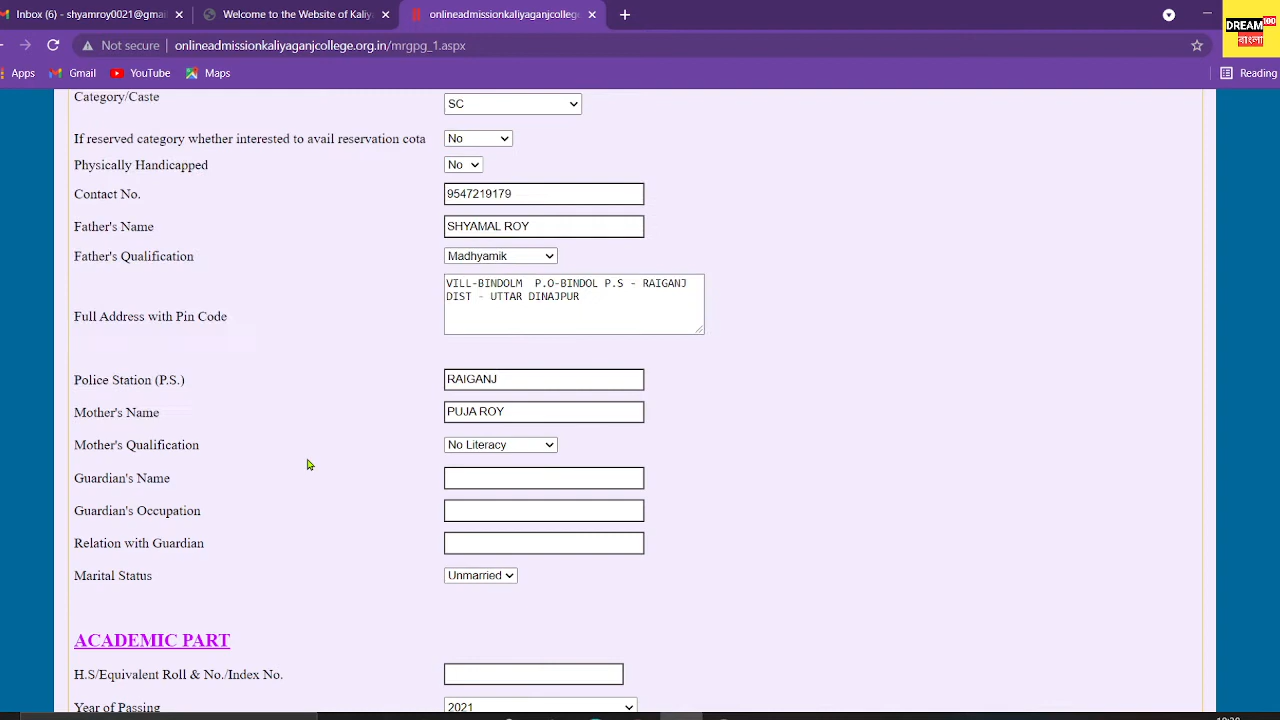 Inbox (6) - shyamroy0021@gmai
Welcome to the Website of Kaliy
onlineadmissionkaliyaganjcolleg
DREAM100
বাংলা
Not secure
onlineadmissionkaliyaganjcollege.org.in/mrgpg_1.aspx
Apps
Gmail
YouTube
Maps
Reading
Category/Caste
SC
If reserved category whether interested to avail reservation cota
No
Physically Handicapped
No
Contact No.
9547219179
Father's Name
SHYAMAL ROY
Father's Qualification
Madhyamik
Full Address with Pin Code
VILL-BINDOLM P.O-BINDOL P.S - RAIGANJ
DIST - UTTAR DINAJPUR
Police Station (P.S.)
RAIGANJ
Mother's Name
PUJA ROY
Mother's Qualification
No Literacy
Guardian's Name
Guardian's Occupation
Relation with Guardian
Marital Status
Unmarried
ACADEMIC PART
H.S/Equivalent Roll & No./Index No.
Year of Passing
2021